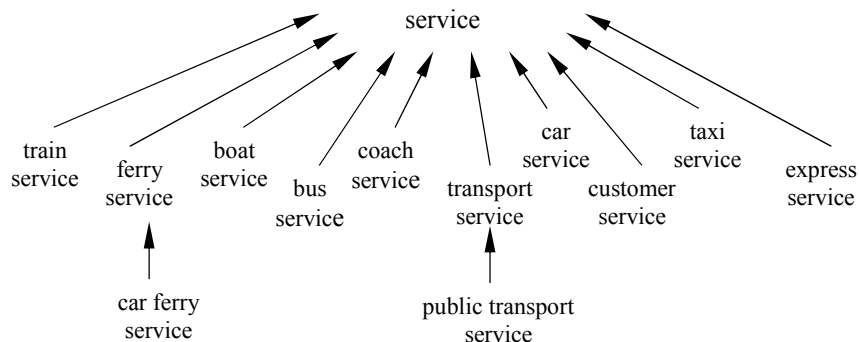 service
train
service
ferry
service
boat
service
bus
service
coach
service
transport
service
car
service
customer
service
taxi
service
express
service
car ferry
service
public transport
service